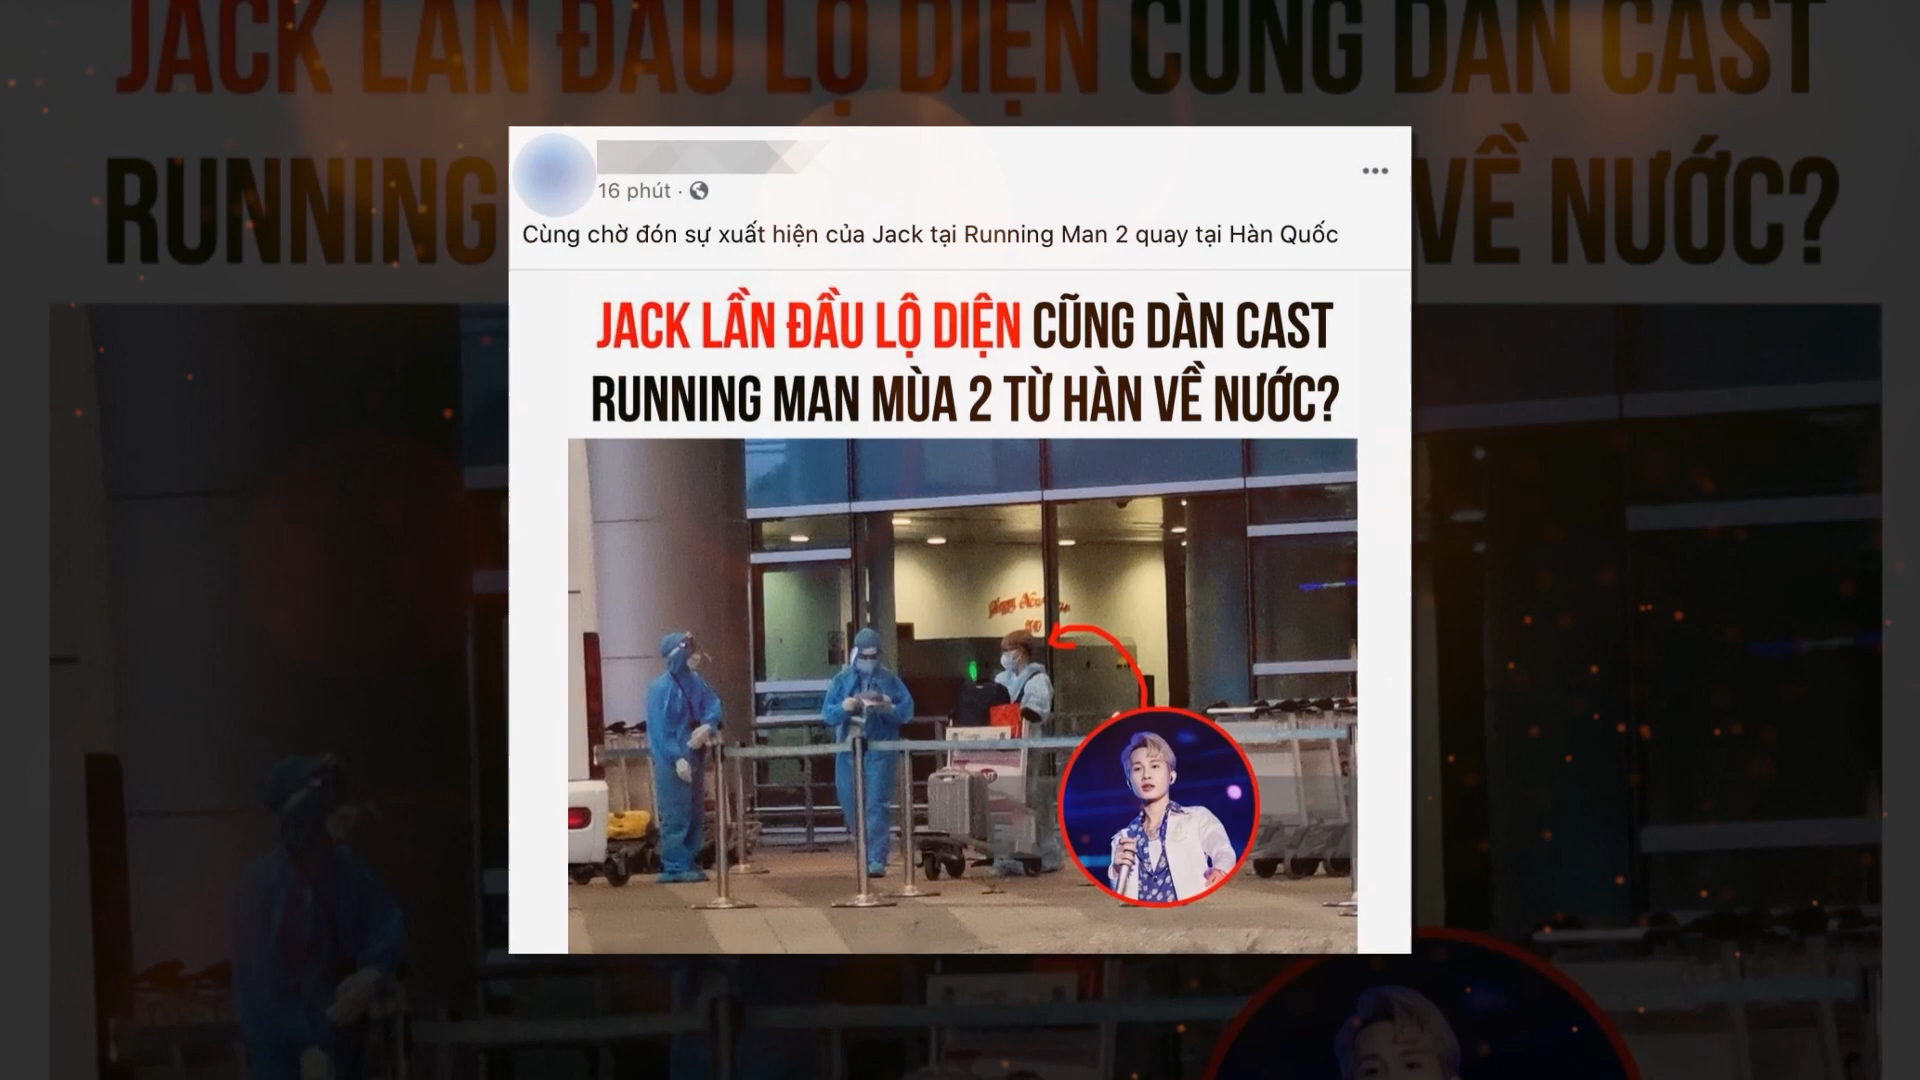 JACK LẦN ĐẦU LỘ DIỆN CŨNG DÀN CAST
RUNNING
VỀ NƯỚC?
16 phút ·
Cùng chờ đón sự xuất hiện của Jack tại Running Man 2 quay tại Hàn Quốc
JACK LẦN ĐẦU LỘ DIỆN CŨNG DÀN CAST
RUNNING MAN MÙA 2 TỪ HÀN VỀ NƯỚC?